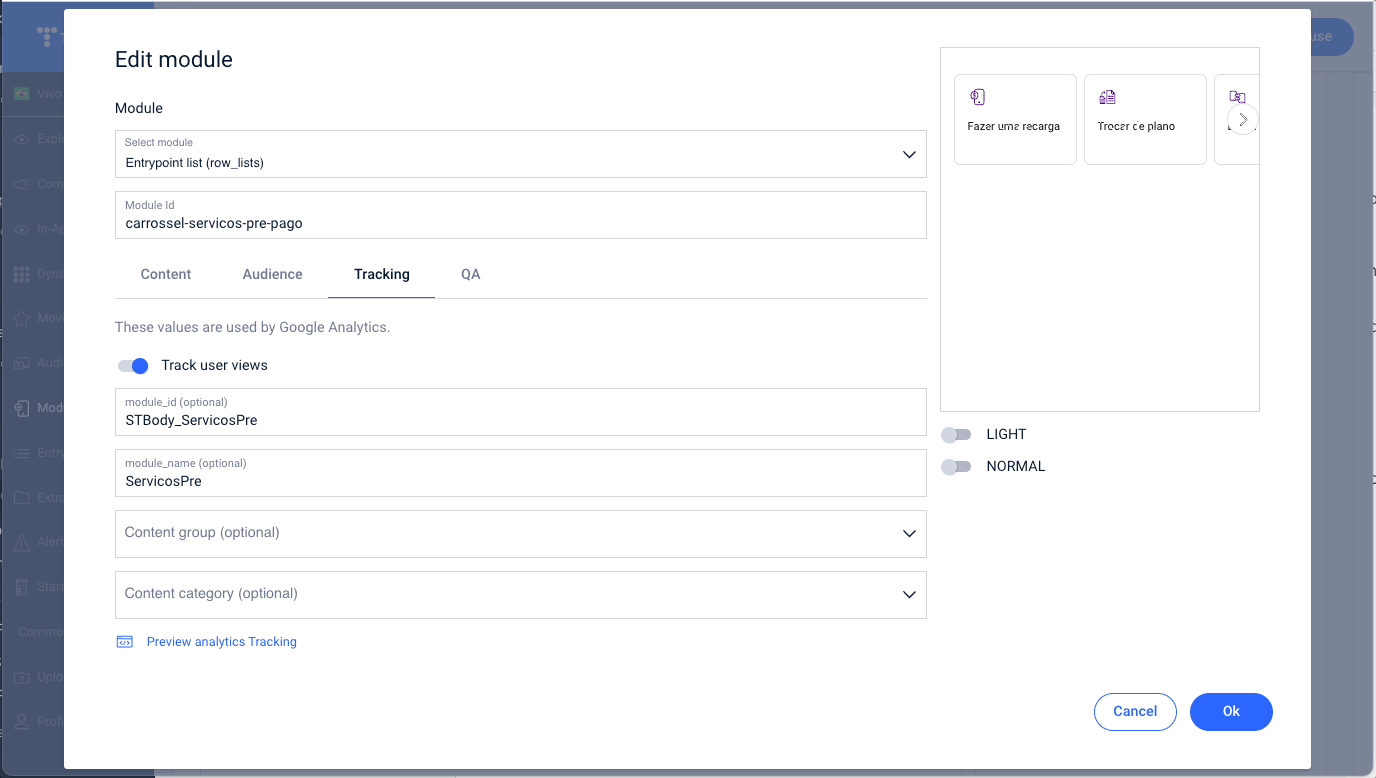 Edit module
Module
Select module
Entrypoint list (row_lists)
Module Id
carrossel-servicos-pre-pago
Content
Audience
Tracking
QA
These values are used by Google Analytics.
Track user views
module_id (optional)
STBody_ServicosPre
module_name (optional)
ServicosPre
Content group (optional)
Content category (optional)
Preview analytics Tracking
Fazer uma recarga
Trocar de plano
LIGHT
NORMAL
Cancel
Ok
Vivo